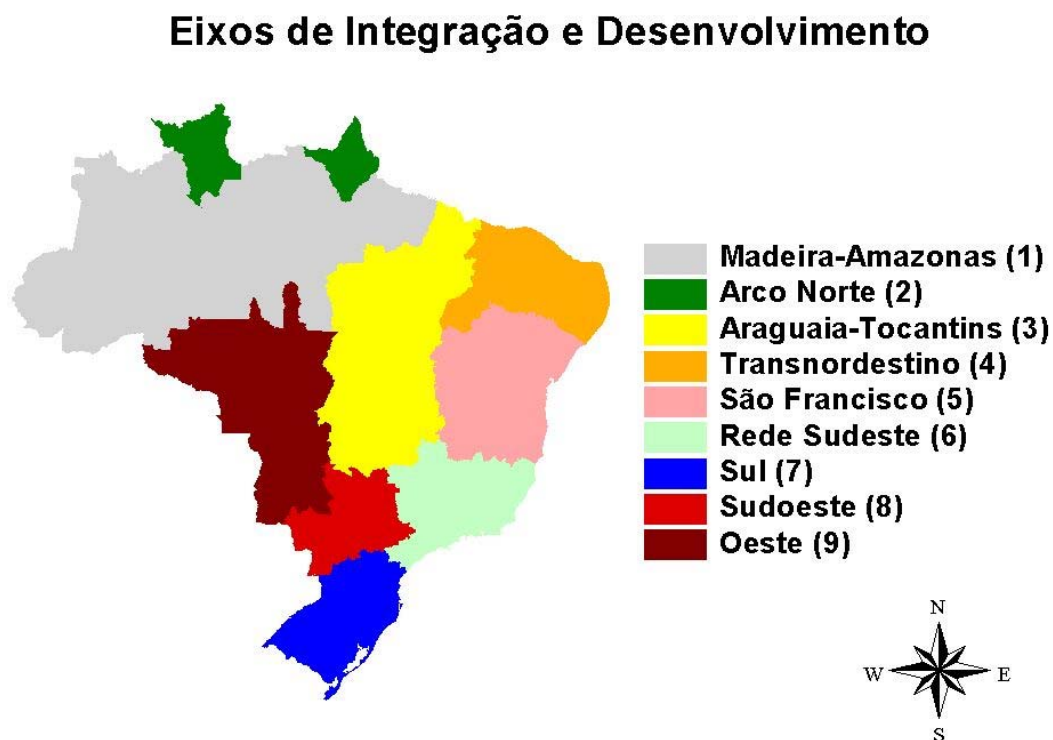 Eixos de Integração e Desenvolvimento
Madeira-Amazonas (1)
Arco Norte (2)
Araguaia-Tocantins (3)
Transnordestino (4)
São Francisco (5)
Rede Sudeste (6)
Sul (7)
Sudoeste (8)
Oeste (9)
N
W E
S